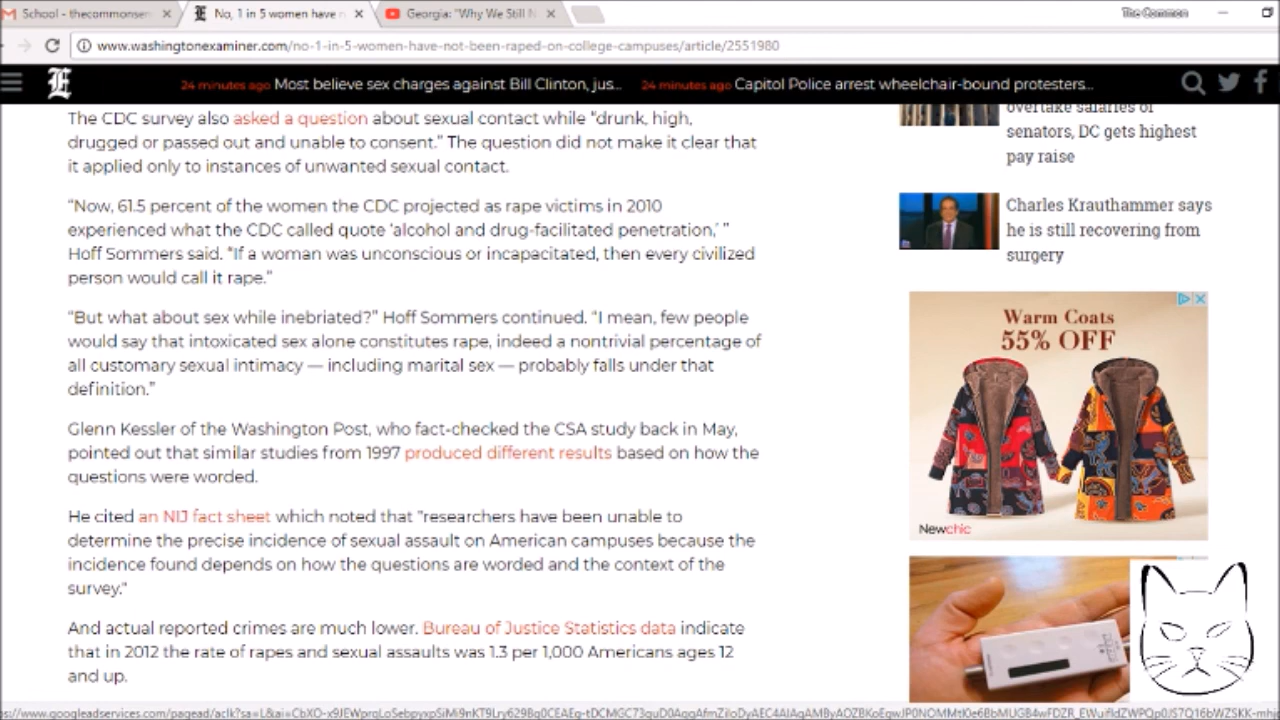 School - thecommonsen
No, 1 in 5 women have n
Georgia: "Why We Still N
The Common
www.washingtonexaminer.com/no-1-in-5-women-have-not-been-raped-on-college-campuses/article/2551980
24 minutes ago Most believe sex charges against Bill Clinton, jus...
24 minutes ago Capitol Police arrest wheelchair-bound protesters...
The CDC survey also asked a question about sexual contact while “drunk, high,
drugged or passed out and unable to consent.” The question did not make it clear that
it applied only to instances of unwanted sexual contact.
“Now, 61.5 percent of the women the CDC projected as rape victims in 2010
experienced what the CDC called quote ‘alcohol and drug-facilitated penetration,’ ”
Hoff Sommers said. “If a woman was unconscious or incapacitated, then every civilized
person would call it rape.”
“But what about sex while inebriated?” Hoff Sommers continued. “I mean, few people
would say that intoxicated sex alone constitutes rape, indeed a nontrivial percentage of
all customary sexual intimacy — including marital sex — probably falls under that
definition.”
Glenn Kessler of the Washington Post, who fact-checked the CSA study back in May,
pointed out that similar studies from 1997 produced different results based on how the
questions were worded.
He cited an NIJ fact sheet which noted that "researchers have been unable to
determine the precise incidence of sexual assault on American campuses because the
incidence found depends on how the questions are worded and the context of the
survey."
And actual reported crimes are much lower. Bureau of Justice Statistics data indicate
that in 2012 the rate of rapes and sexual assaults was 1.3 per 1,000 Americans ages 12
and up.
overtake salaries of
senators, DC gets highest
pay raise
Charles Krauthammer says
he is still recovering from
surgery
Warm Coats
55% OFF
Newchic